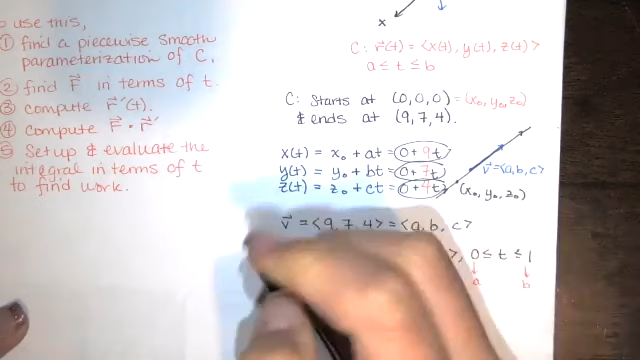 o use this,
① find a piecewise smooth
parameterization of C.
② find F⃗ in terms of t.
③ compute r⃗'(t).
④ compute F⃗ · r⃗'
⑤ Set up & evaluate the
integral in terms of t
to find work.
x
C: r⃗(t) = <x(t), y(t), z(t)>
a ≤ t ≤ b
C: starts at (0,0,0) = (x₀, y₀, z₀)
& ends at (9,7,4).
x(t) = x₀ + at = 0 + 9t
y(t) = y₀ + bt = 0 + 7t
z(t) = z₀ + ct = 0 + 4t
v⃗ = <a, b, c>
(x₀, y₀, z₀)
v⃗ = <9, 7, 4> = <a, b, c>
>, 0 ≤ t ≤ 1
a b